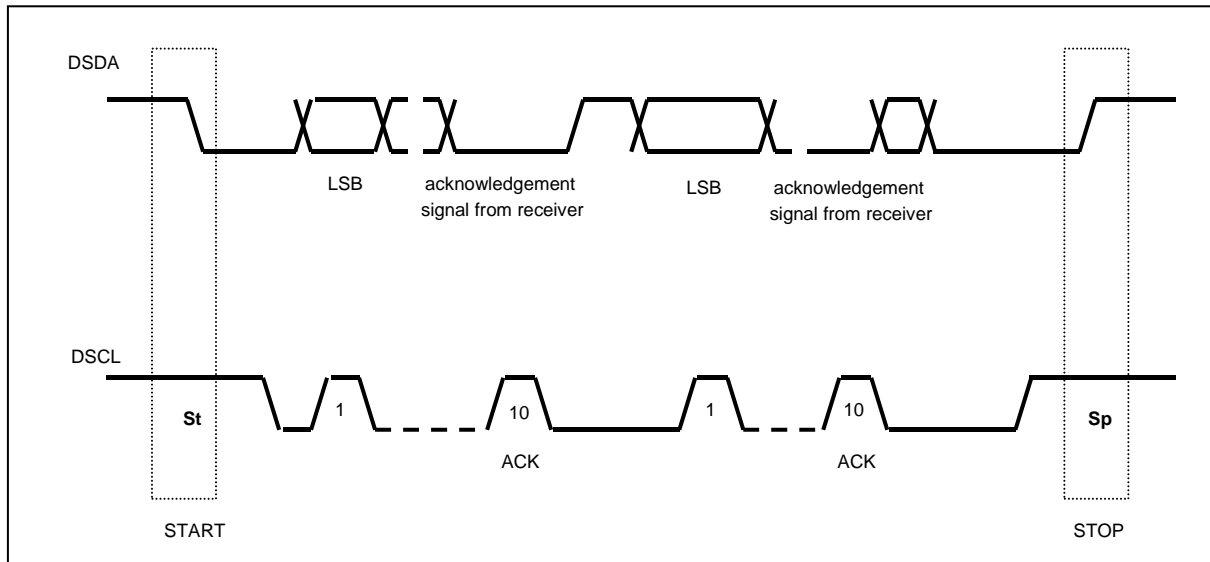 DSDA
LSB
acknowledgement
signal from receiver
LSB
acknowledgement
signal from receiver
DSCL
St
1
10
1
10
Sp
ACK
ACK
START
STOP